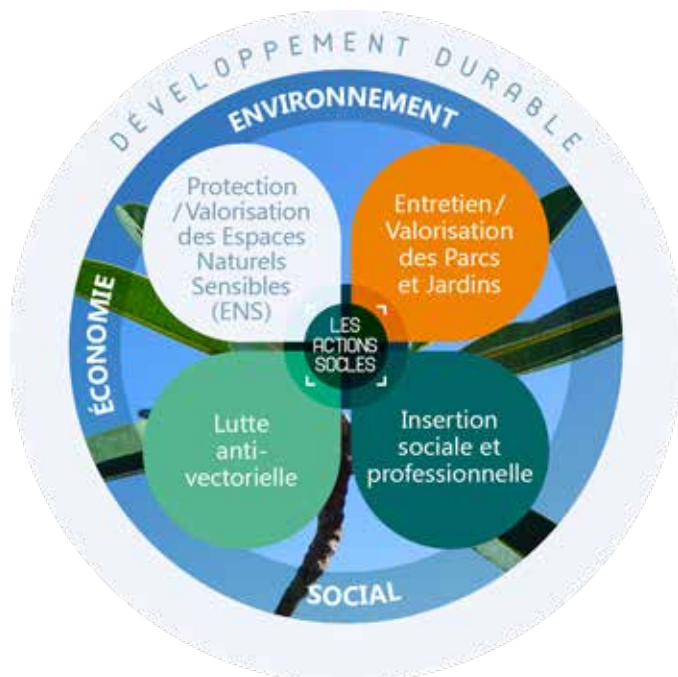 DÉVELOPPEMENT DURABLE
ENVIRONNEMENT
Protection
/Valorisation
des Espaces
Naturels
Sensibles
(ENS)
Entretien/
Valorisation
des Parcs
et Jardins
ÉCONOMIE
LES
ACTIONS
SOCLES
Lutte
anti-
vectorielle
Insertion
sociale et
professionnelle
SOCIAL